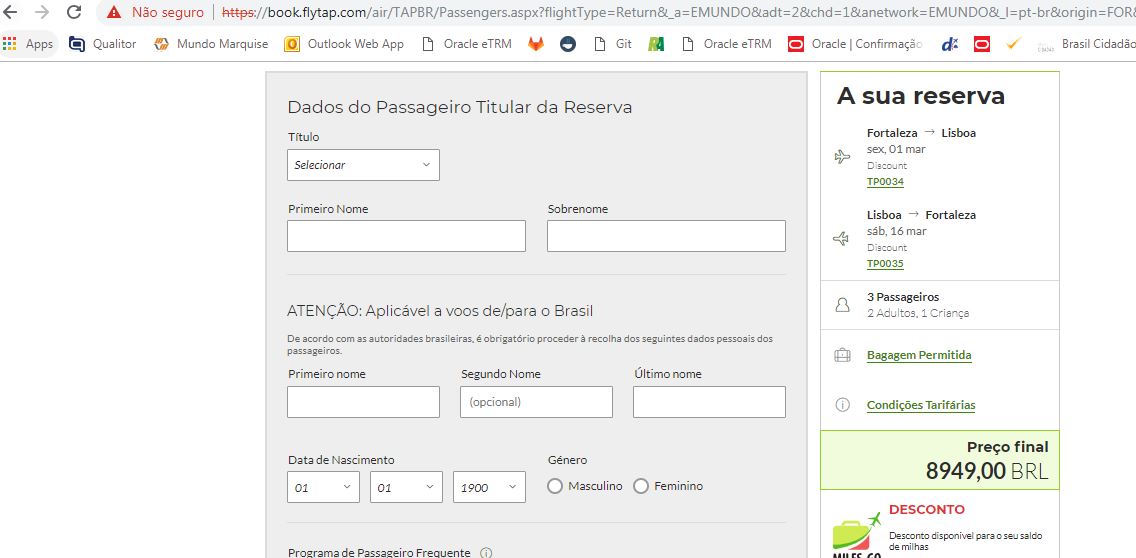 Não seguro | https://book.flytap.com/air/TAPBR/Passengers.aspx?flightType=Return&_a=EMUNDO&adt=2&chd=1&anetwork=EMUNDO&_l=pt-br&origin=FOR&
Apps Qualitor Mundo Marquise Outlook Web App Oracle eTRM Git RA Oracle eTRM Oracle | Confirmação Brasil Cidadão
Dados do Passageiro Titular da Reserva
Título
Selecionar
Primeiro Nome Sobrenome
ATENÇÃO: Aplicável a voos de/para o Brasil
De acordo com as autoridades brasileiras, é obrigatório proceder à recolha dos seguintes dados pessoais dos
passageiros.
Primeiro nome Segundo Nome Último nome
(opcional)
Data de Nascimento Género
01 01 1900 Masculino Feminino
Programa de Passageiro Frequente
A sua reserva
Fortaleza → Lisboa
sex, 01 mar
Discount
TP0034
Lisboa → Fortaleza
sáb, 16 mar
Discount
TP0035
3 Passageiros
2 Adultos, 1 Criança
Bagagem Permitida
Condições Tarifárias
Preço final
8949,00 BRL
DESCONTO
Desconto disponivel para o seu saldo
de milhas
MILES&GO